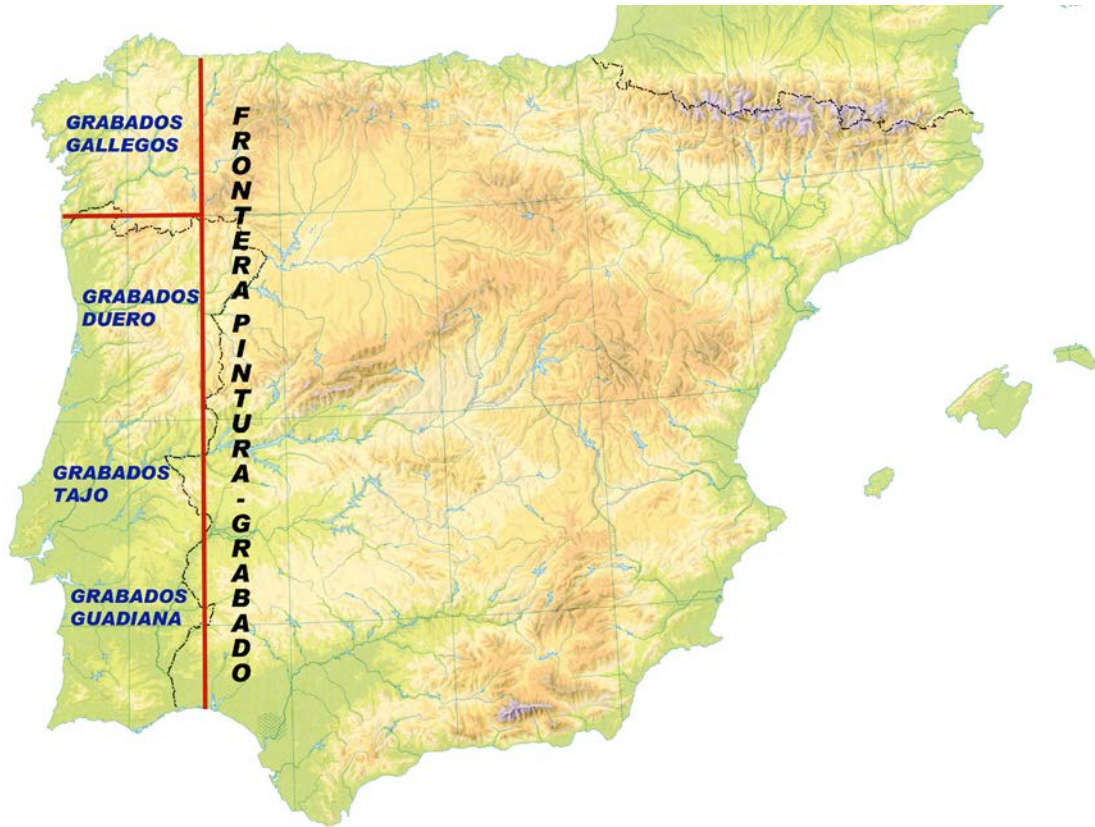 GRABADOS
GALLEGOS
FRONTERA PINTURA-GRABADO
GRABADOS
DUERO
GRABADOS
TAJO
GRABADOS
GUADIANA